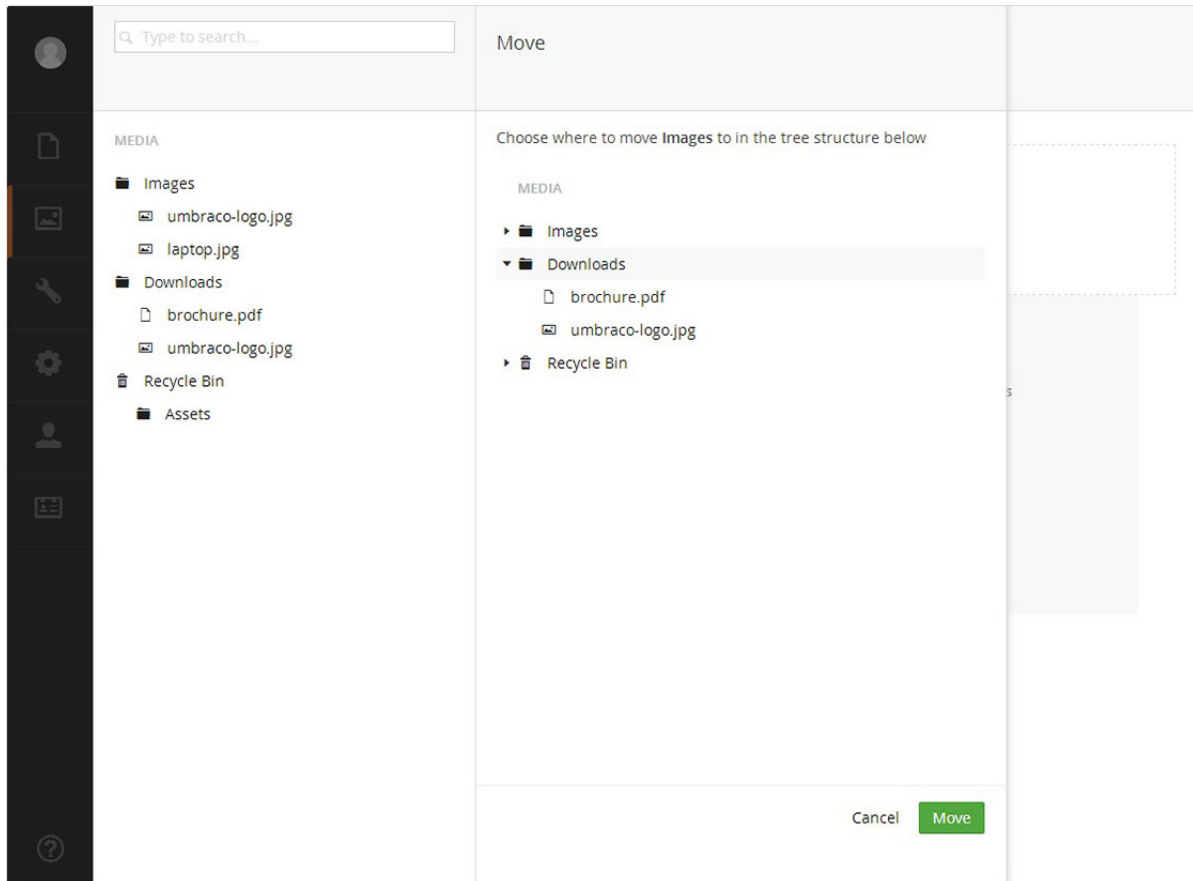 Type to search...
MEDIA
Images
umbraco-logo.jpg
laptop.jpg
Downloads
brochure.pdf
umbraco-logo.jpg
Recycle Bin
Assets
Move
Choose where to move Images to in the tree structure below
MEDIA
Images
Downloads
brochure.pdf
umbraco-logo.jpg
Recycle Bin
Cancel
Move
s
?